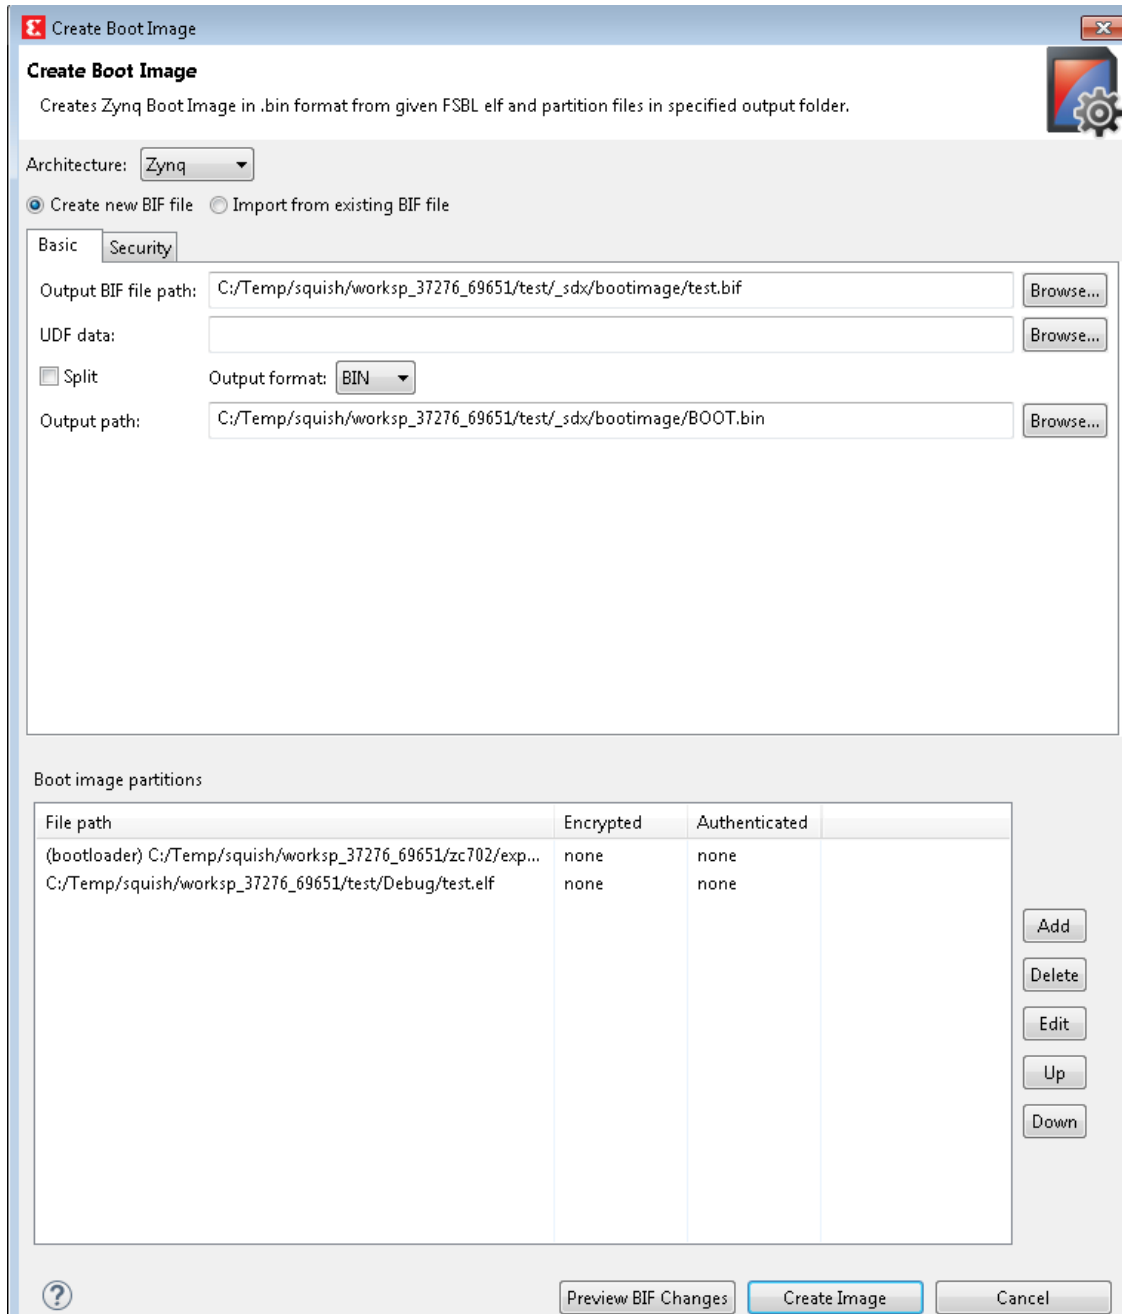 Create Boot Image
Create Boot Image
Creates Zynq Boot Image in .bin format from given FSBL elf and partition files in specified output folder.
Architecture: Zynq
Create new BIF file Import from existing BIF file
Basic Security
Output BIF file path: C:/Temp/squish/worksp_37276_69651/test/_sdx/bootimage/test.bif Browse...
UDF data: Browse...
Split Output format: BIN
Output path: C:/Temp/squish/worksp_37276_69651/test/_sdx/bootimage/BOOT.bin Browse...
Boot image partitions
File path Encrypted Authenticated
(bootloader) C:/Temp/squish/worksp_37276_69651/zc702/exp... none none
C:/Temp/squish/worksp_37276_69651/test/Debug/test.elf none none
Add
Delete
Edit
Up
Down
? Preview BIF Changes Create Image Cancel